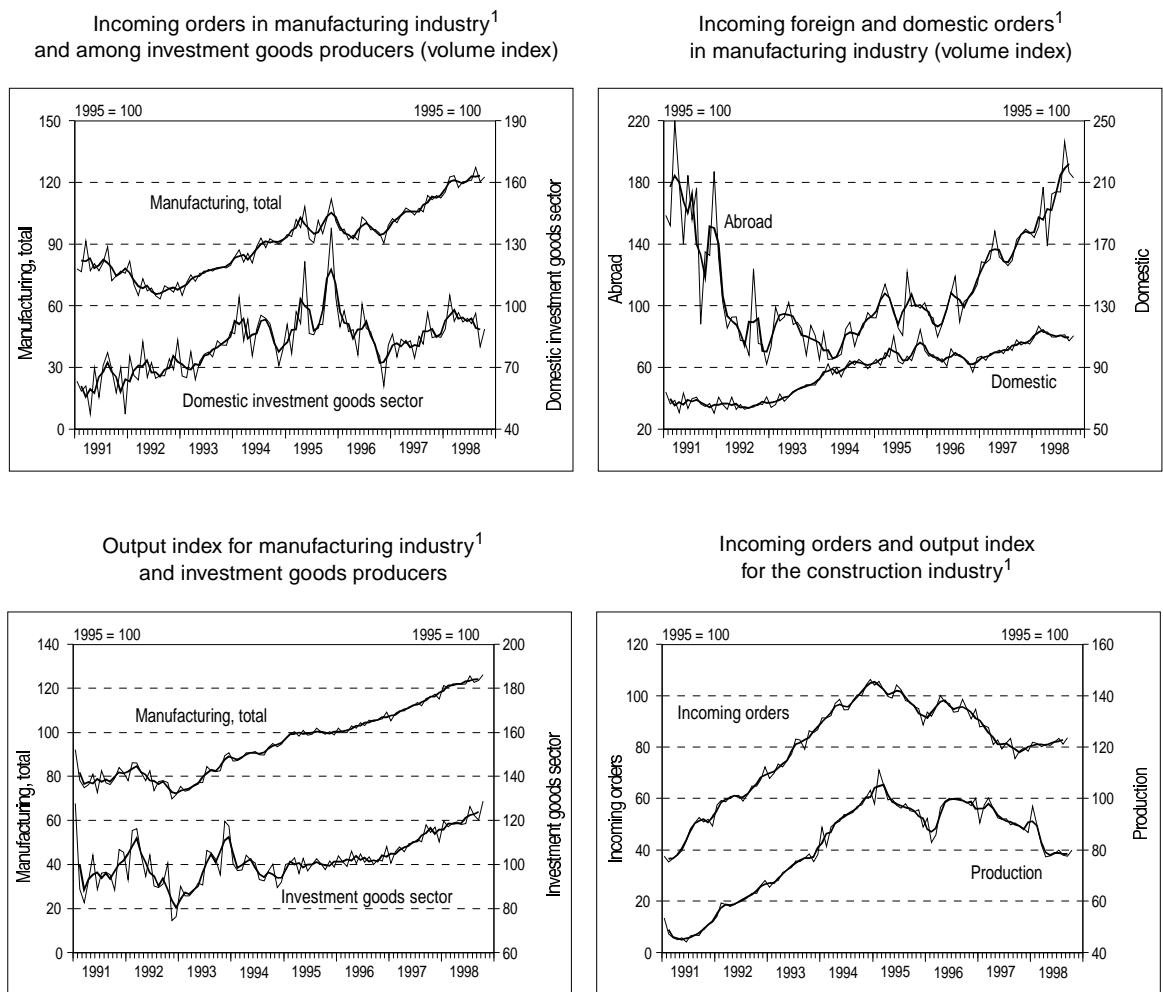 Incoming orders in manufacturing industry1
and among investment goods producers (volume index)
1995 = 100
1995 = 100
150
120
90
60
30
0
190
160
130
100
70
40
Manufacturing, total
Domestic investment goods sector
Manufacturing, total
Domestic investment goods sector
1991 1992 1993 1994 1995 1996 1997 1998
Incoming foreign and domestic orders1
in manufacturing industry (volume index)
1995 = 100
1995 = 100
220
180
140
100
60
20
250
210
170
130
90
50
Abroad
Domestic
Abroad
Domestic
1991 1992 1993 1994 1995 1996 1997 1998
Output index for manufacturing industry1
and investment goods producers
1995 = 100
1995 = 100
140
120
100
80
60
40
20
0
200
180
160
140
120
100
80
60
Manufacturing, total
Investment goods sector
Manufacturing, total
Investment goods sector
1991 1992 1993 1994 1995 1996 1997 1998
Incoming orders and output index
for the construction industry1
1995 = 100
1995 = 100
120
100
80
60
40
20
0
160
140
120
100
80
60
40
Incoming orders
Production
Incoming orders
Production
1991 1992 1993 1994 1995 1996 1997 1998